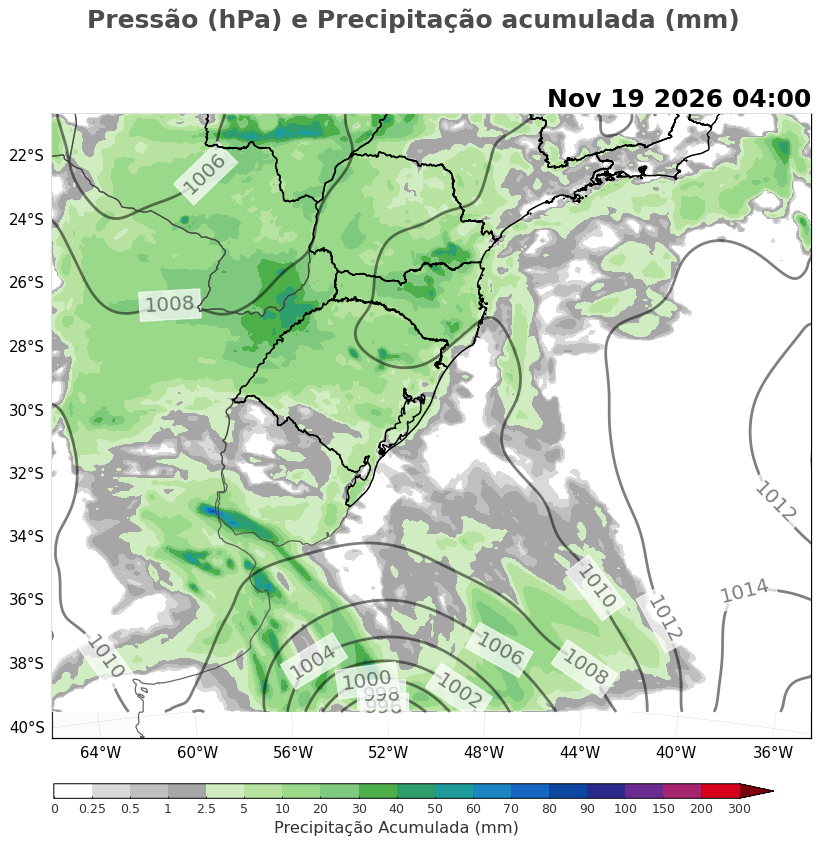 Pressão (hPa) e Precipitação acumulada (mm)
Nov 19 2026 04:00
22°S
24°S
26°S
28°S
30°S
32°S
34°S
36°S
38°S
40°S
1006
1008
1012
1014
1010
1012
1010
1004
1006
1008
1000
998
996
1002
64°W 60°W 56°W 52°W 48°W 44°W 40°W 36°W
0 0.25 0.5 1 2.5 5 10 20 30 40 50 60 70 80 90 100 150 200 300
Precipitação Acumulada (mm)